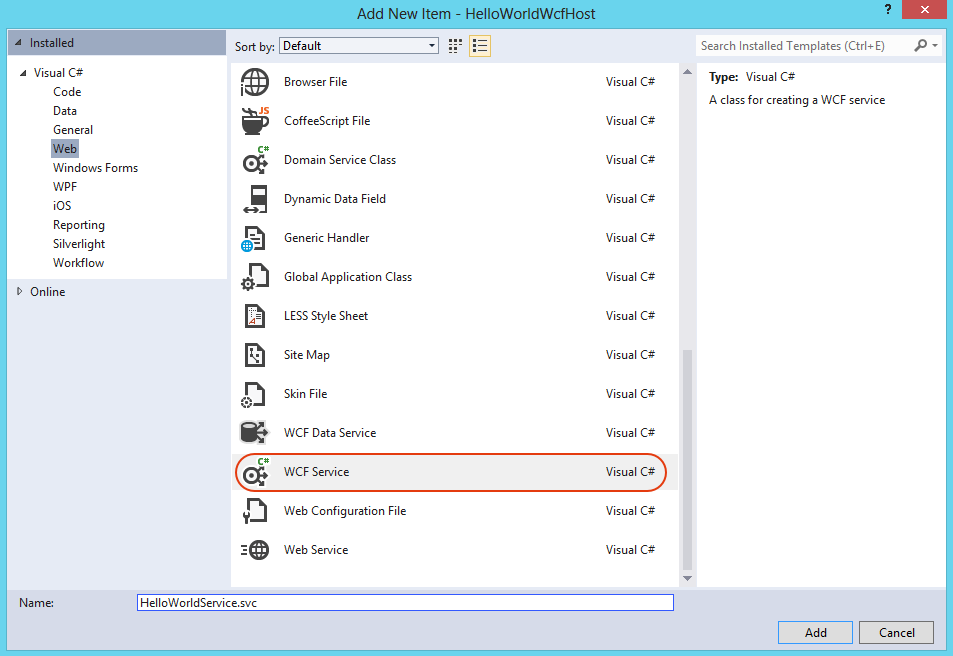 Add New Item - HelloWorldWcfHost
?
Installed
Sort by: Default
Search Installed Templates (Ctrl+E)
Visual C#
Code
Data
General
Web
Windows Forms
WPF
iOS
Reporting
Silverlight
Workflow
Online
Browser File Visual C#
JS CoffeeScript File Visual C#
C# Domain Service Class Visual C#
Dynamic Data Field Visual C#
Generic Handler Visual C#
Global Application Class Visual C#
LESS Style Sheet Visual C#
Site Map Visual C#
Skin File Visual C#
WCF Data Service Visual C#
C# WCF Service Visual C#
Web Configuration File Visual C#
Web Service Visual C#
Type: Visual C#
A class for creating a WCF service
Name: HelloWorldService.svc
Add Cancel